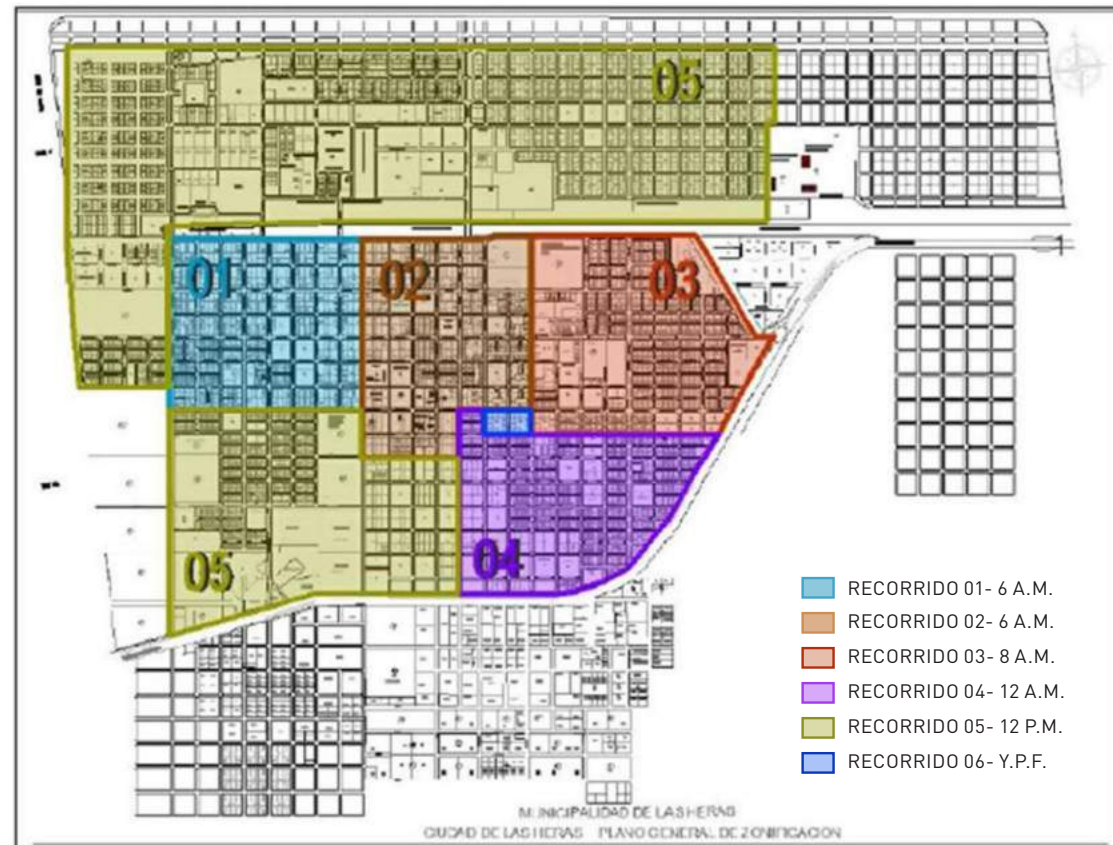 05
01
02
03
05
04
RECORRIDO 01- 6 A.M.
RECORRIDO 02- 6 A.M.
RECORRIDO 03- 8 A.M.
RECORRIDO 04- 12 A.M.
RECORRIDO 05- 12 P.M.
RECORRIDO 06- Y.P.F.
MUNICIPALIDAD DE LAS HERAS
CIUDAD DE LAS HERAS PLANO GENERAL DE ZONIFICACION